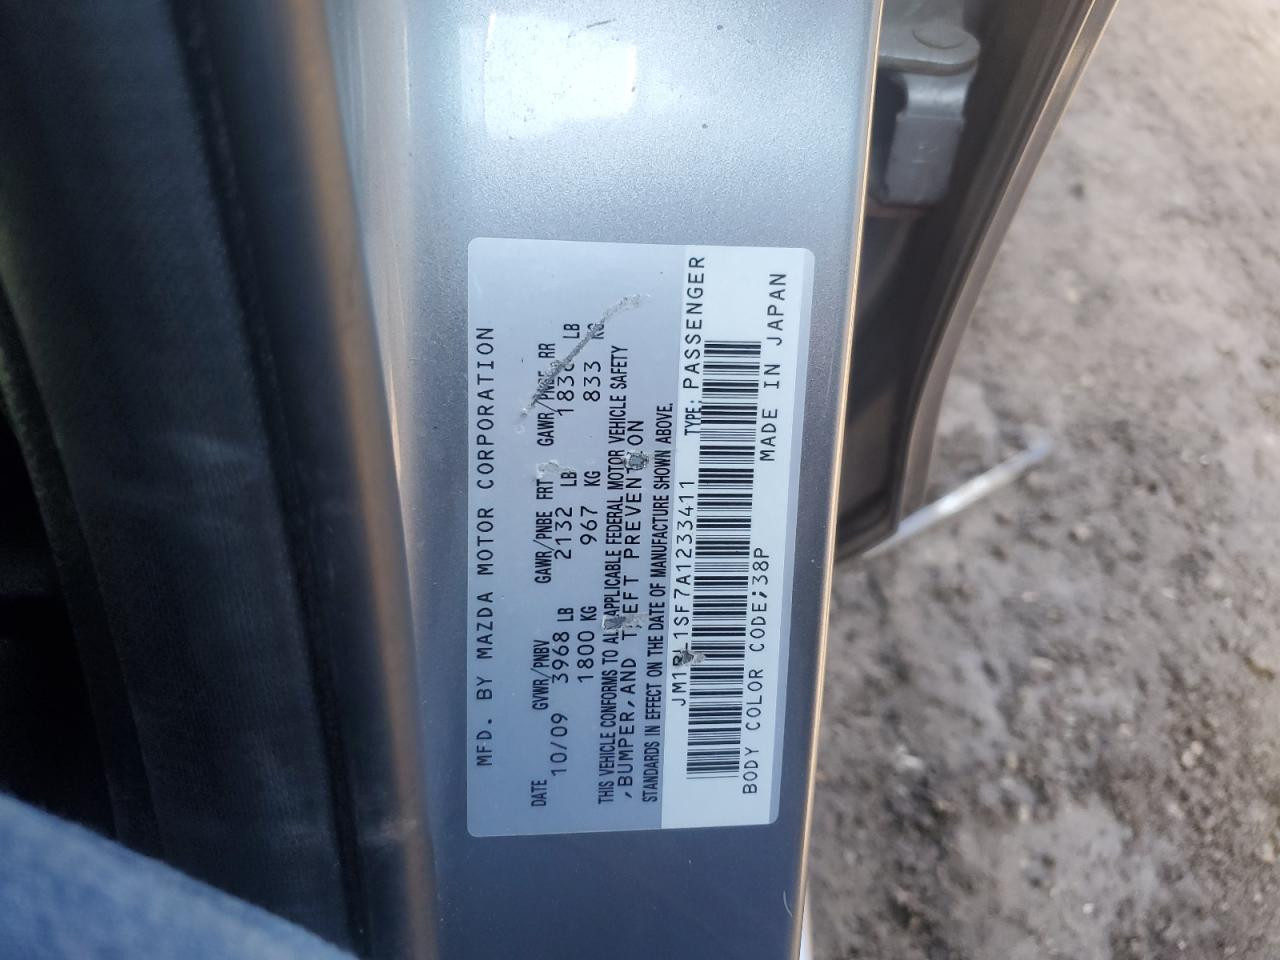 MFD. BY MAZDA MOTOR CORPORATION
DATE GVWR/PNBV GAWR/PNBE FRT GAWR/PNBE RR
10/09 3968 LB 2132 LB LB
1800 KG 967 KG 833 KG
THIS VEHICLE CONFORMS TO ALL APPLICABLE FEDERAL MOTOR VEHICLE SAFETY
, BUMPER, AND THEFT PREVENTION
STANDARDS IN EFFECT ON THE DATE OF MANUFACTURE SHOWN ABOVE.
JM1BL1SF7A1233411 TYPE: PASSENGER
BODY COLOR CODE;38P MADE IN JAPAN